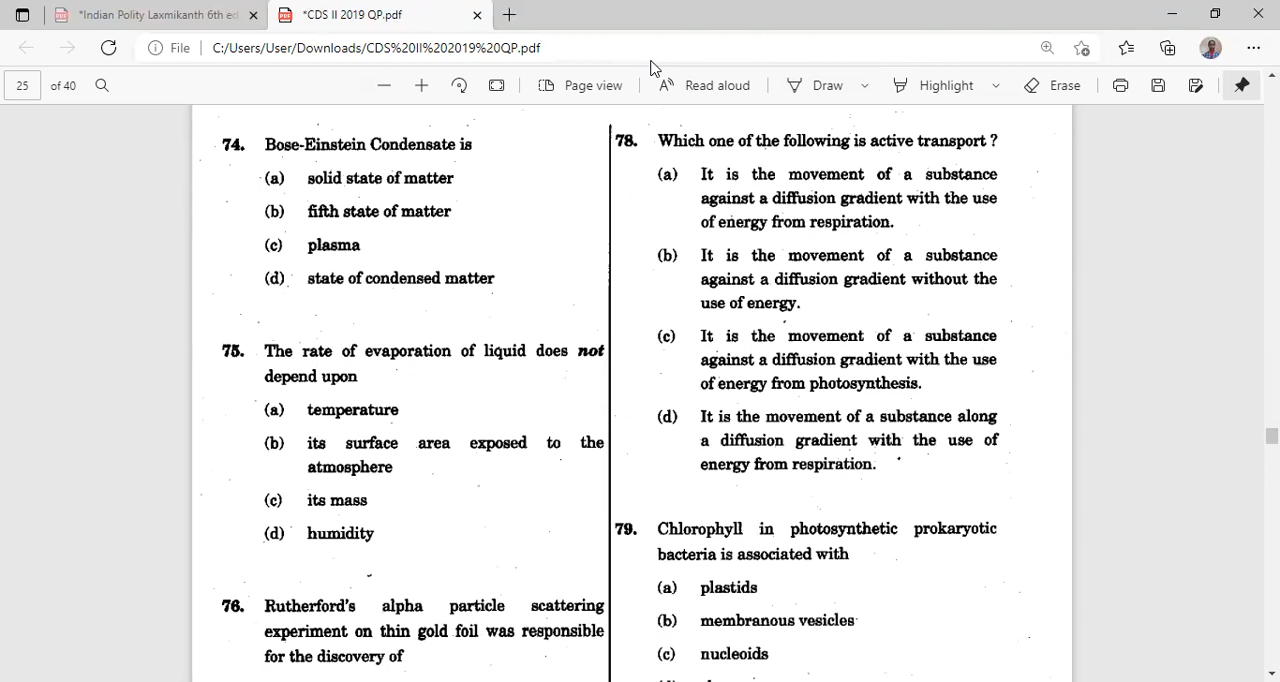 *Indian Polity Laxmikanth 6th ed
*CDS II 2019 QP.pdf
File
C:/Users/User/Downloads/CDS%20II%202019%20QP.pdf
25 of 40
Page view
Read aloud
Draw
Highlight
Erase
74. Bose-Einstein Condensate is
(a) solid state of matter
(b) fifth state of matter
(c) plasma
(d) state of condensed matter
75. The rate of evaporation of liquid does not
depend upon
(a) temperature
(b) its surface area exposed to the
atmosphere
(c) its mass
(d) humidity
76. Rutherford's alpha particle scattering
experiment on thin gold foil was responsible
for the discovery of
78. Which one of the following is active transport ?
(a) It is the movement of a substance
against a diffusion gradient with the use
of energy from respiration.
(b) It is the movement of a substance
against a diffusion gradient without the
use of energy.
(c) It is the movement of a substance
against a diffusion gradient with the use
of energy from photosynthesis.
(d) It is the movement of a substance along
a diffusion gradient with the use of
energy from respiration.
79. Chlorophyll in photosynthetic prokaryotic
bacteria is associated with
(a) plastids
(b) membranous vesicles
(c) nucleoids